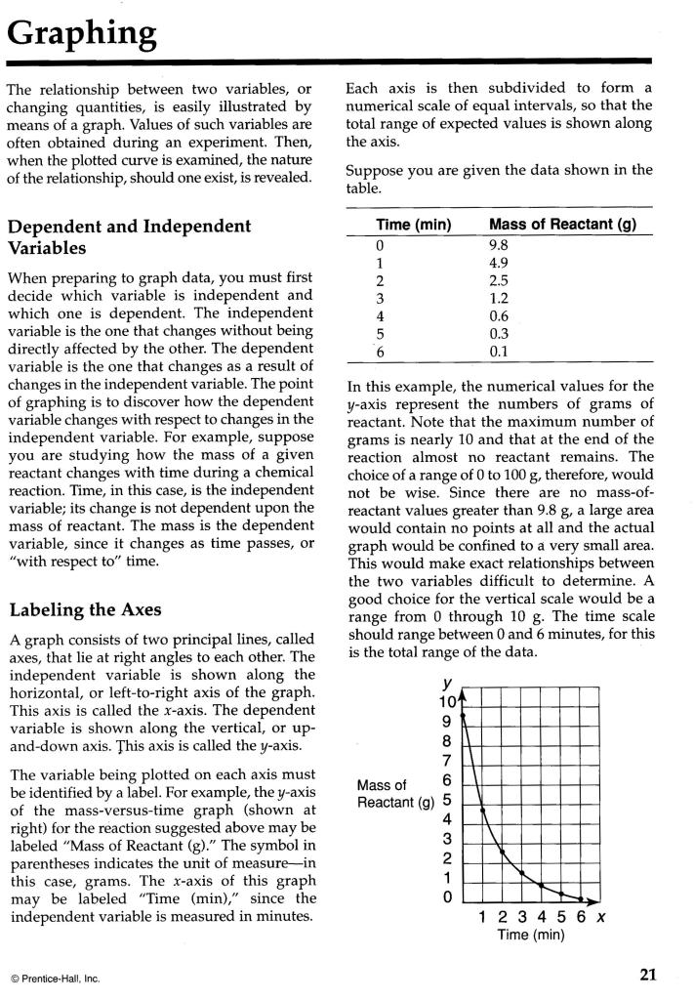 Graphing
The relationship between two variables, or
changing quantities, is easily illustrated by
means of a graph. Values of such variables are
often obtained during an experiment. Then,
when the plotted curve is examined, the nature
of the relationship, should one exist, is revealed.
Dependent and Independent
Variables
When preparing to graph data, you must first
decide which variable is independent and
which one is dependent. The independent
variable is the one that changes without being
directly affected by the other. The dependent
variable is the one that changes as a result of
changes in the independent variable. The point
of graphing is to discover how the dependent
variable changes with respect to changes in the
independent variable. For example, suppose
you are studying how the mass of a given
reactant changes with time during a chemical
reaction. Time, in this case, is the independent
variable; its change is not dependent upon the
mass of reactant. The mass is the dependent
variable, since it changes as time passes, or
“with respect to” time.
Labeling the Axes
A graph consists of two principal lines, called
axes, that lie at right angles to each other. The
independent variable is shown along the
horizontal, or left-to-right axis of the graph.
This axis is called the x-axis. The dependent
variable is shown along the vertical, or up-
and-down axis. This axis is called the y-axis.
The variable being plotted on each axis must
be identified by a label. For example, the y-axis
of the mass-versus-time graph (shown at
right) for the reaction suggested above may be
labeled “Mass of Reactant (g).” The symbol in
parentheses indicates the unit of measure—in
this case, grams. The x-axis of this graph
may be labeled “Time (min),” since the
independent variable is measured in minutes.
Each axis is then subdivided to form a
numerical scale of equal intervals, so that the
total range of expected values is shown along
the axis.
Suppose you are given the data shown in the
table.
Time (min) Mass of Reactant (g)
0 9.8
1 4.9
2 2.5
3 1.2
4 0.6
5 0.3
6 0.1
In this example, the numerical values for the
y-axis represent the numbers of grams of
reactant. Note that the maximum number of
grams is nearly 10 and that at the end of the
reaction almost no reactant remains. The
choice of a range of 0 to 100 g, therefore, would
not be wise. Since there are no mass-of-
reactant values greater than 9.8 g, a large area
would contain no points at all and the actual
graph would be confined to a very small area.
This would make exact relationships between
the two variables difficult to determine. A
good choice for the vertical scale would be a
range from 0 through 10 g. The time scale
should range between 0 and 6 minutes, for this
is the total range of the data.
y
10
9
8
7
6
5
4
3
2
1
0
Mass of
Reactant (g)
1 2 3 4 5 6 x
Time (min)
© Prentice-Hall, Inc.
21